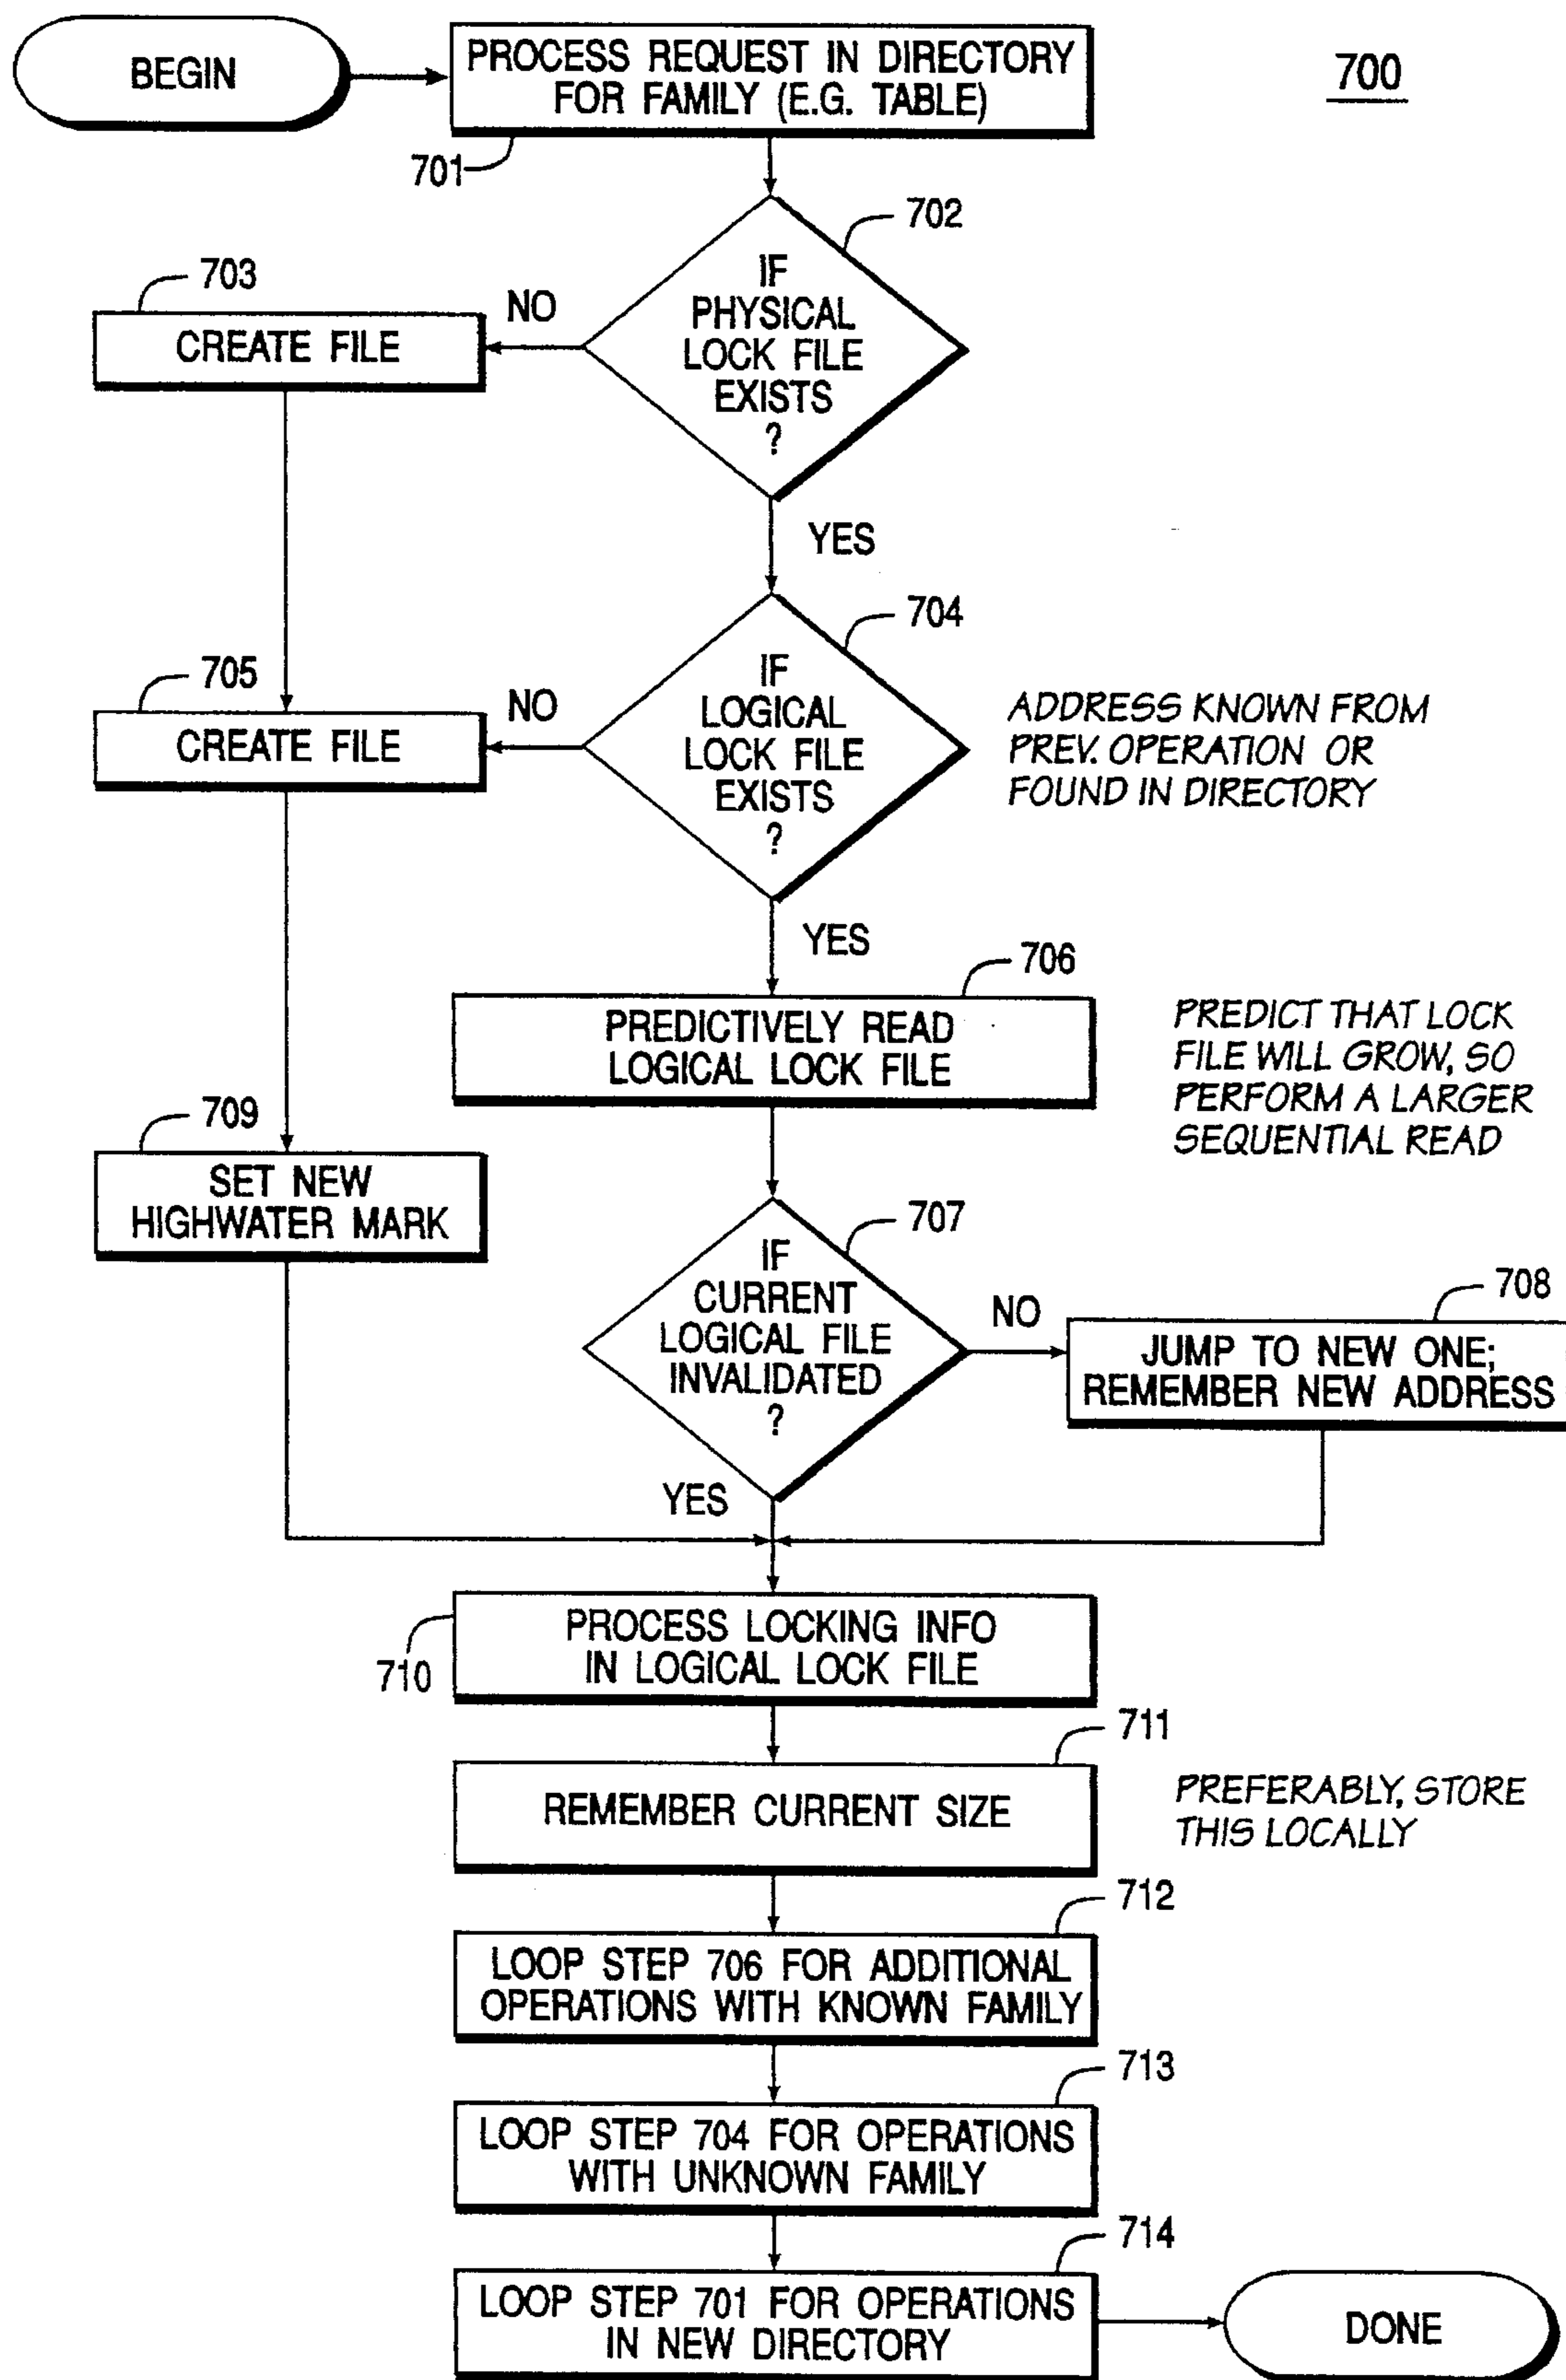 BEGIN
PROCESS REQUEST IN DIRECTORY
FOR FAMILY (E.G. TABLE)
700
701
702
IF
PHYSICAL
LOCK FILE
EXISTS
?
NO
703
CREATE FILE
YES
704
IF
LOGICAL
LOCK FILE
EXISTS
?
NO
705
CREATE FILE
ADDRESS KNOWN FROM
PREV. OPERATION OR
FOUND IN DIRECTORY
YES
706
PREDICTIVELY READ
LOGICAL LOCK FILE
PREDICT THAT LOCK
FILE WILL GROW, SO
PERFORM A LARGER
SEQUENTIAL READ
709
SET NEW
HIGHWATER MARK
707
IF
CURRENT
LOGICAL FILE
INVALIDATED
?
NO
708
JUMP TO NEW ONE;
REMEMBER NEW ADDRESS
YES
PROCESS LOCKING INFO
IN LOGICAL LOCK FILE
710
711
REMEMBER CURRENT SIZE
PREFERABLY, STORE
THIS LOCALLY
712
LOOP STEP 706 FOR ADDITIONAL
OPERATIONS WITH KNOWN FAMILY
713
LOOP STEP 704 FOR OPERATIONS
WITH UNKNOWN FAMILY
714
LOOP STEP 701 FOR OPERATIONS
IN NEW DIRECTORY
DONE